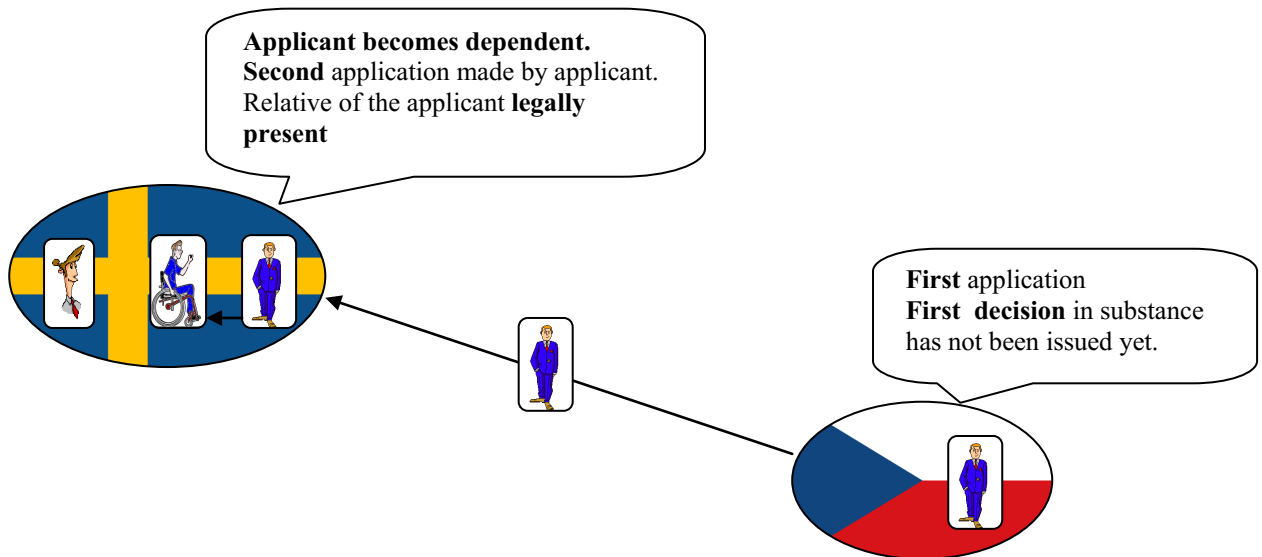 Applicant becomes dependent.
Second application made by applicant.
Relative of the applicant legally
present
First application
First decision in substance
has not been issued yet.